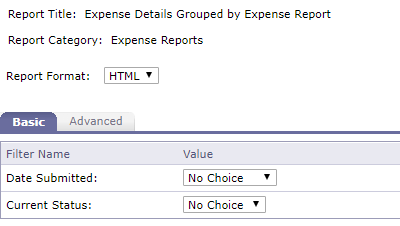 Report Title: Expense Details Grouped by Expense Report
Report Category: Expense Reports
Report Format: HTML
Basic Advanced
Filter Name Value
Date Submitted: No Choice
Current Status: No Choice